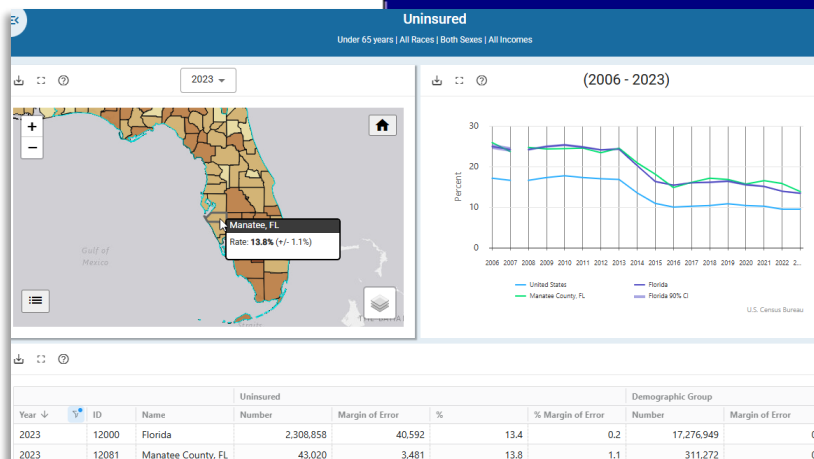 Uninsured
Under 65 years | All Races | Both Sexes | All Incomes
2023
(2006 - 2023)
+
−
Manatee, FL
Rate: 13.8% (+/- 1.1%)
Gulf of
Mexico
30
20
10
0
Percent
2006 2007 2008 2009 2010 2011 2012 2013 2014 2015 2016 2017 2018 2019 2020 2021 2022 2...
United States
Florida
Manatee County, FL
Florida 90% CI
U.S. Census Bureau
Uninsured Demographic Group
Year ID Name Number Margin of Error % % Margin of Error Number Margin of Error
2023 12000 Florida 2,308,858 40,592 13.4 0.2 17,276,949 0
2023 12081 Manatee County, FL 43,020 3,481 13.8 1.1 311,272 0